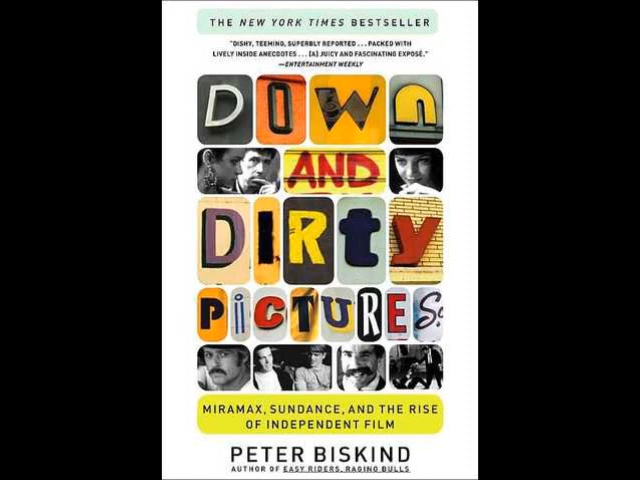 THE NEW YORK TIMES BESTSELLER
"DISHY, TEEMING, SUPERBLY REPORTED . . . PACKED WITH
LIVELY INSIDE ANECDOTES . . . [A] JUICY AND FASCINATING EXPOSÉ."
—ENTERTAINMENT WEEKLY
DOWn
AND
DIRty
PiCTURES:
MIRAMAX, SUNDANCE, AND THE RISE
OF INDEPENDENT FILM
PETER BISKIND
AUTHOR OF EASY RIDERS, RAGING BULLS